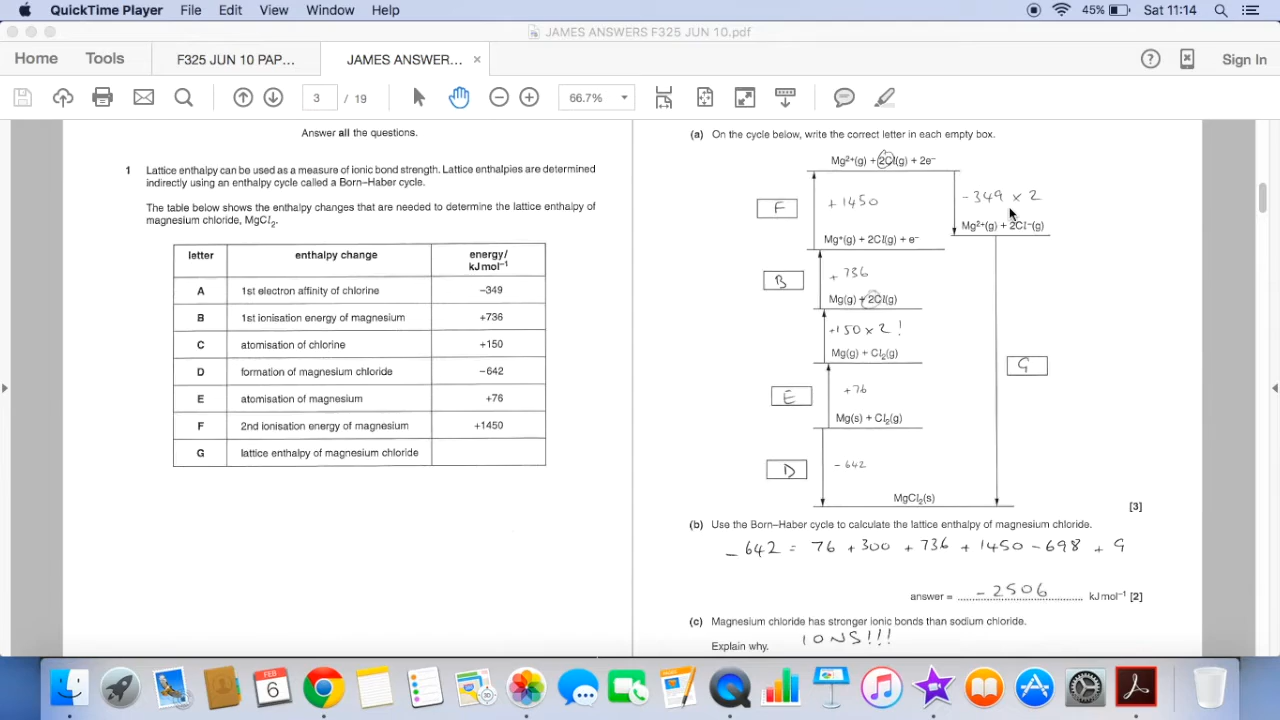 QuickTime Player File Edit View Window Help 45% Sat 11:14
JAMES ANSWERS F325 JUN 10.pdf
Home Tools F325 JUN 10 PAP... JAMES ANSWER... × Sign In
3 / 19 66.7%
Answer all the questions.
1 Lattice enthalpy can be used as a measure of ionic bond strength. Lattice enthalpies are determined
indirectly using an enthalpy cycle called a Born–Haber cycle.
The table below shows the enthalpy changes that are needed to determine the lattice enthalpy of
magnesium chloride, MgCl₂.
letter enthalpy change energy/
kJ mol⁻¹
A 1st electron affinity of chlorine –349
B 1st ionisation energy of magnesium +736
C atomisation of chlorine +150
D formation of magnesium chloride –642
E atomisation of magnesium +76
F 2nd ionisation energy of magnesium +1450
G lattice enthalpy of magnesium chloride
(a) On the cycle below, write the correct letter in each empty box.
Mg²⁺(g) + 2Cl(g) + 2e⁻
F +1450 -349 × 2
Mg²⁺(g) + 2Cl⁻(g)
Mg⁺(g) + 2Cl(g) + e⁻
B +736
Mg(g) + 2Cl(g)
+150 × 2 !
Mg(g) + Cl₂(g)
G
E +76
Mg(s) + Cl₂(g)
D -642
MgCl₂(s)
[3]
(b) Use the Born–Haber cycle to calculate the lattice enthalpy of magnesium chloride.
-642 = 76 + 300 + 736 + 1450 - 698 + G
answer = -2506 kJ mol⁻¹ [2]
(c) Magnesium chloride has stronger ionic bonds than sodium chloride.
Explain why. IONS!!!
FEB
6